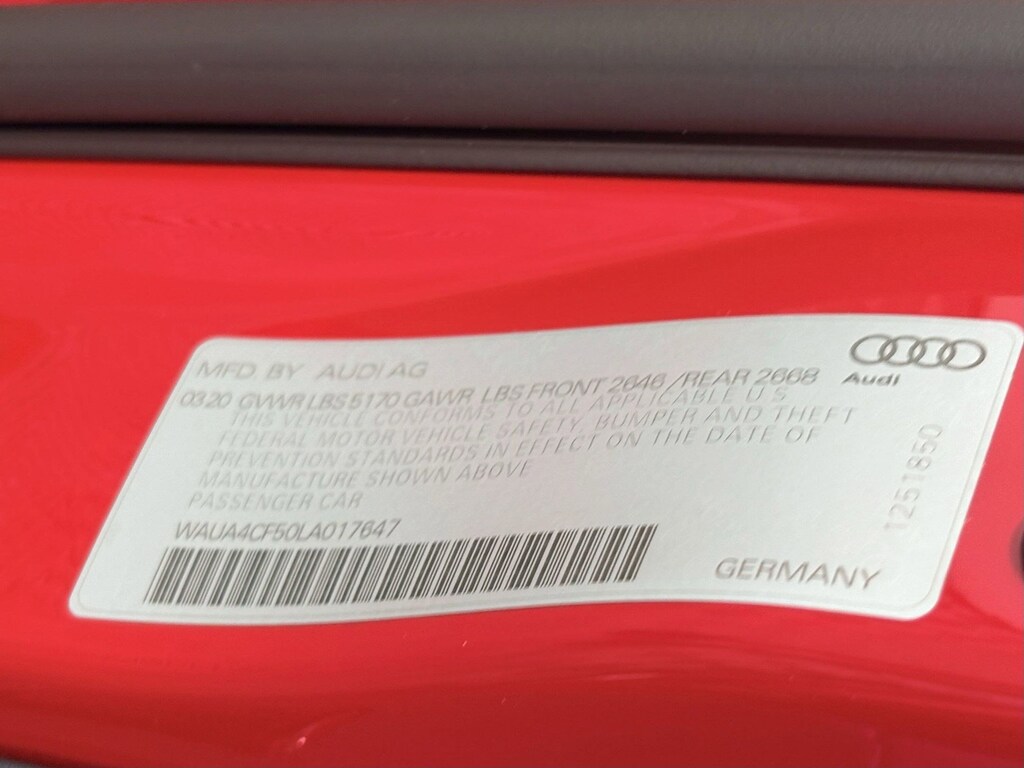 MFD BY AUDI AG
Audi
03.20 GVWR LBS 5170 GAWR LBS FRONT 2646 / REAR 2668
THIS VEHICLE CONFORMS TO ALL APPLICABLE U S
FEDERAL MOTOR VEHICLE SAFETY, BUMPER AND THEFT
PREVENTION STANDARDS IN EFFECT ON THE DATE OF
MANUFACTURE SHOWN ABOVE
PASSENGER CAR
WAUA4CF50LA017647
GERMANY
1251850